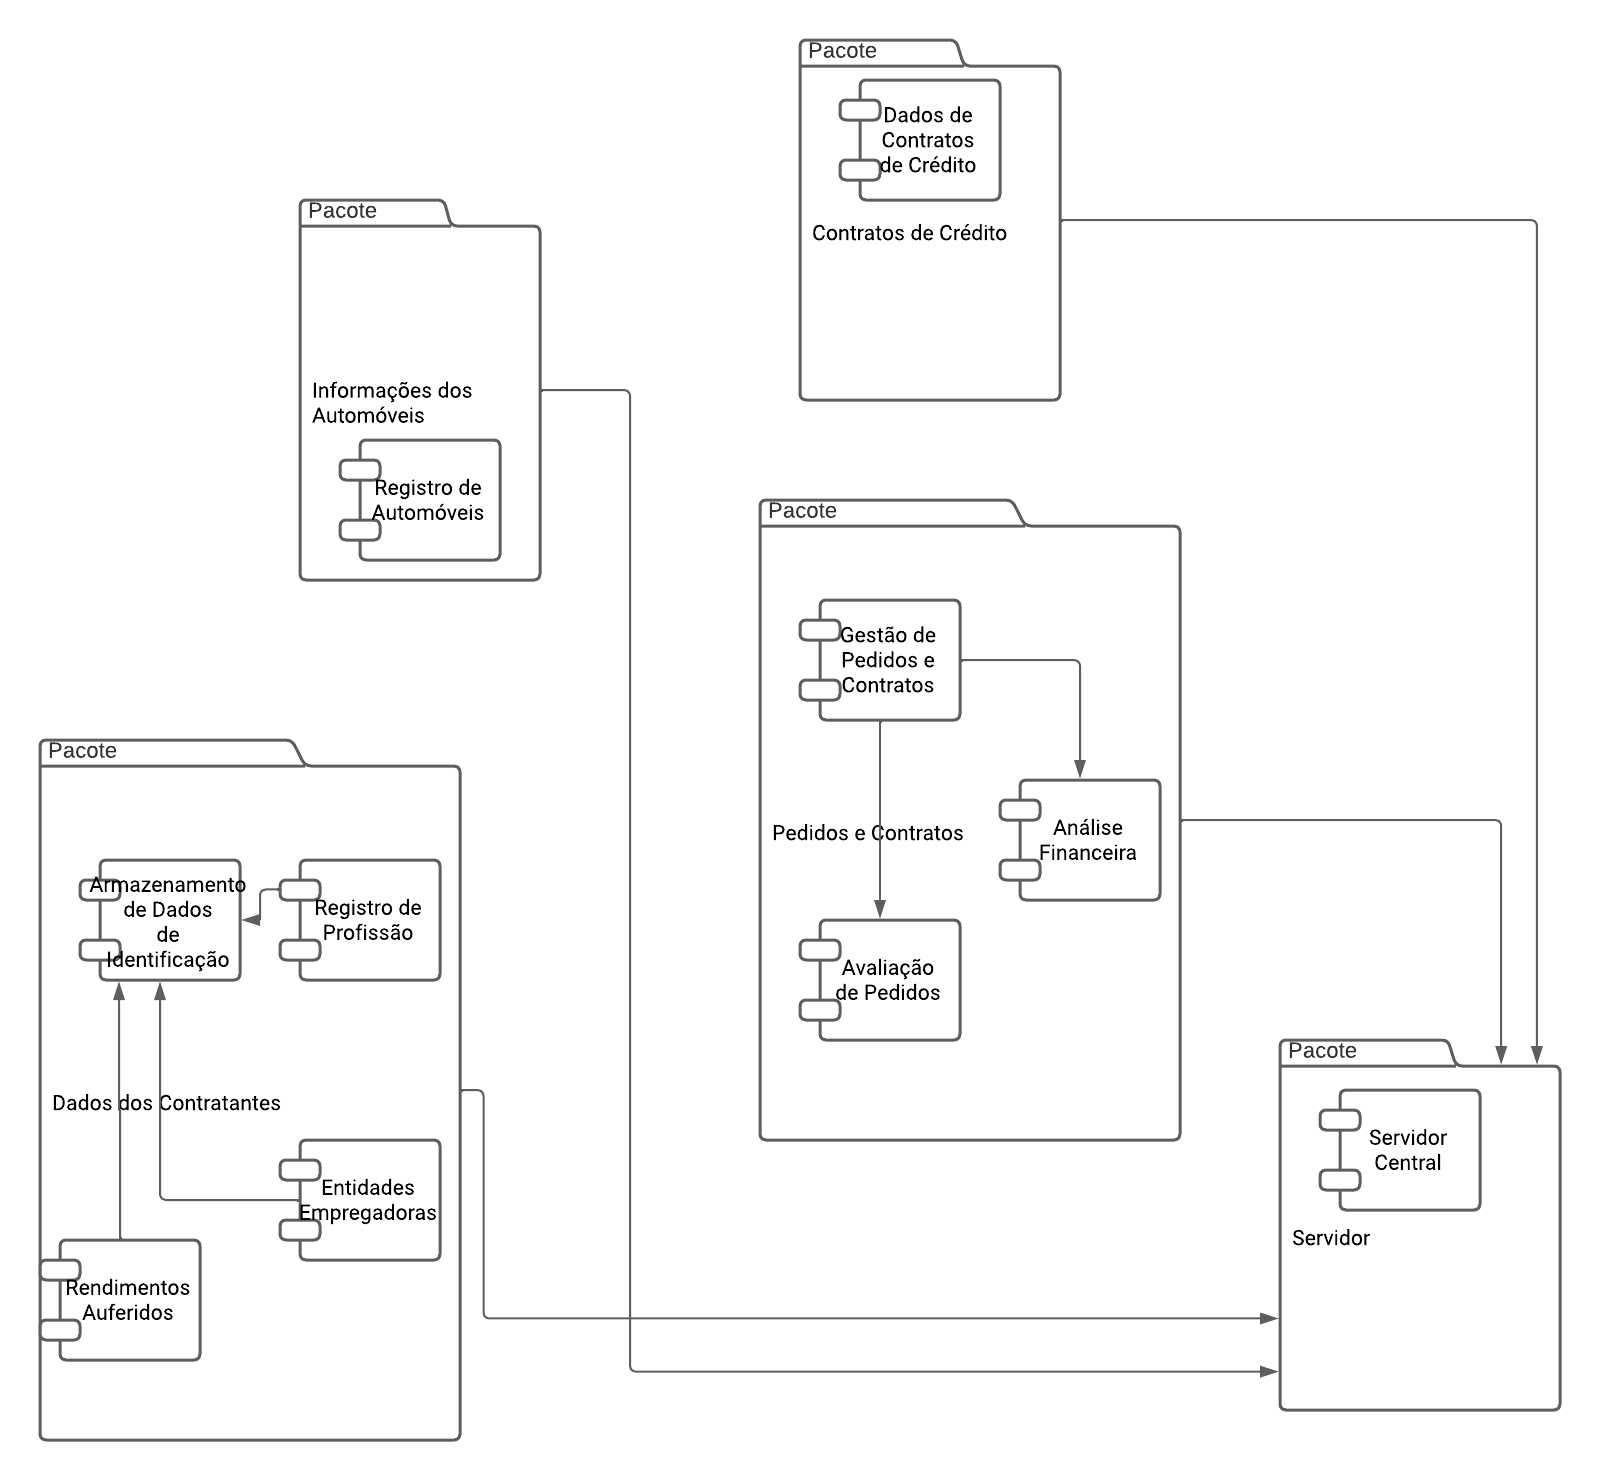 Pacote
Dados de
Contratos
de Crédito
Contratos de Crédito
Pacote
Informações dos
Automóveis
Registro de
Automóveis
Pacote
Gestão de
Pedidos e
Contratos
Pedidos e Contratos
Análise
Financeira
Avaliação
de Pedidos
Pacote
Armazenamento
de Dados
de
Identificação
Registro de
Profissão
Dados dos Contratantes
Entidades
Empregadoras
Rendimentos
Auferidos
Pacote
Servidor
Central
Servidor